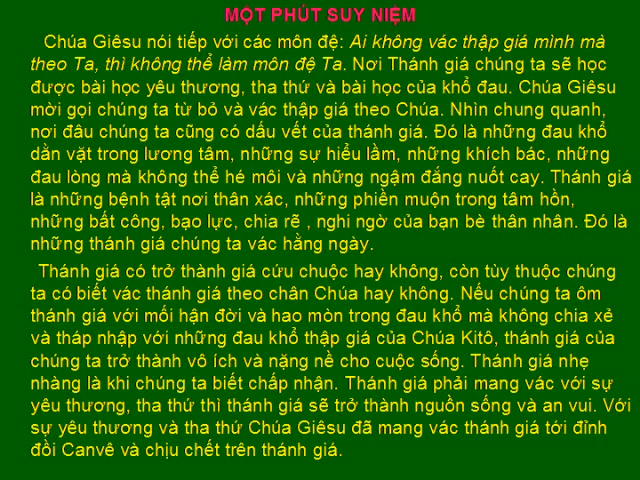 MỘT PHÚT SUY NIỆM
Chúa Giêsu nói tiếp với các môn đệ: Ai không vác thập giá mình mà
theo Ta, thì không thể làm môn đệ Ta. Nơi Thánh giá chúng ta sẽ học
được bài học yêu thương, tha thứ và bài học của khổ đau. Chúa Giêsu
mời gọi chúng ta từ bỏ và vác thập giá theo Chúa. Nhìn chung quanh,
nơi đâu chúng ta cũng có dấu vết của thánh giá. Đó là những đau khổ
dằn vặt trong lương tâm, những sự hiểu lầm, những khích bác, những
đau lòng mà không thể hé môi và những ngậm đắng nuốt cay. Thánh giá
là những bệnh tật nơi thân xác, những phiền muộn trong tâm hồn,
những bất công, bạo lực, chia rẽ , nghi ngờ của bạn bè thân nhân. Đó là
những thánh giá chúng ta vác hằng ngày.
Thánh giá có trở thành giá cứu chuộc hay không, còn tùy thuộc chúng
ta có biết vác thánh giá theo chân Chúa hay không. Nếu chúng ta ôm
thánh giá với mối hận đời và hao mòn trong đau khổ mà không chia xẻ
và tháp nhập với những đau khổ thập giá của Chúa Kitô, thánh giá của
chúng ta trở thành vô ích và nặng nề cho cuộc sống. Thánh giá nhẹ
nhàng là khi chúng ta biết chấp nhận. Thánh giá phải mang vác với sự
yêu thương, tha thứ thì thánh giá sẽ trở thành nguồn sống và an vui. Với
sự yêu thương và tha thứ Chúa Giêsu đã mang vác thánh giá tới đỉnh
đồi Canvê và chịu chết trên thánh giá.